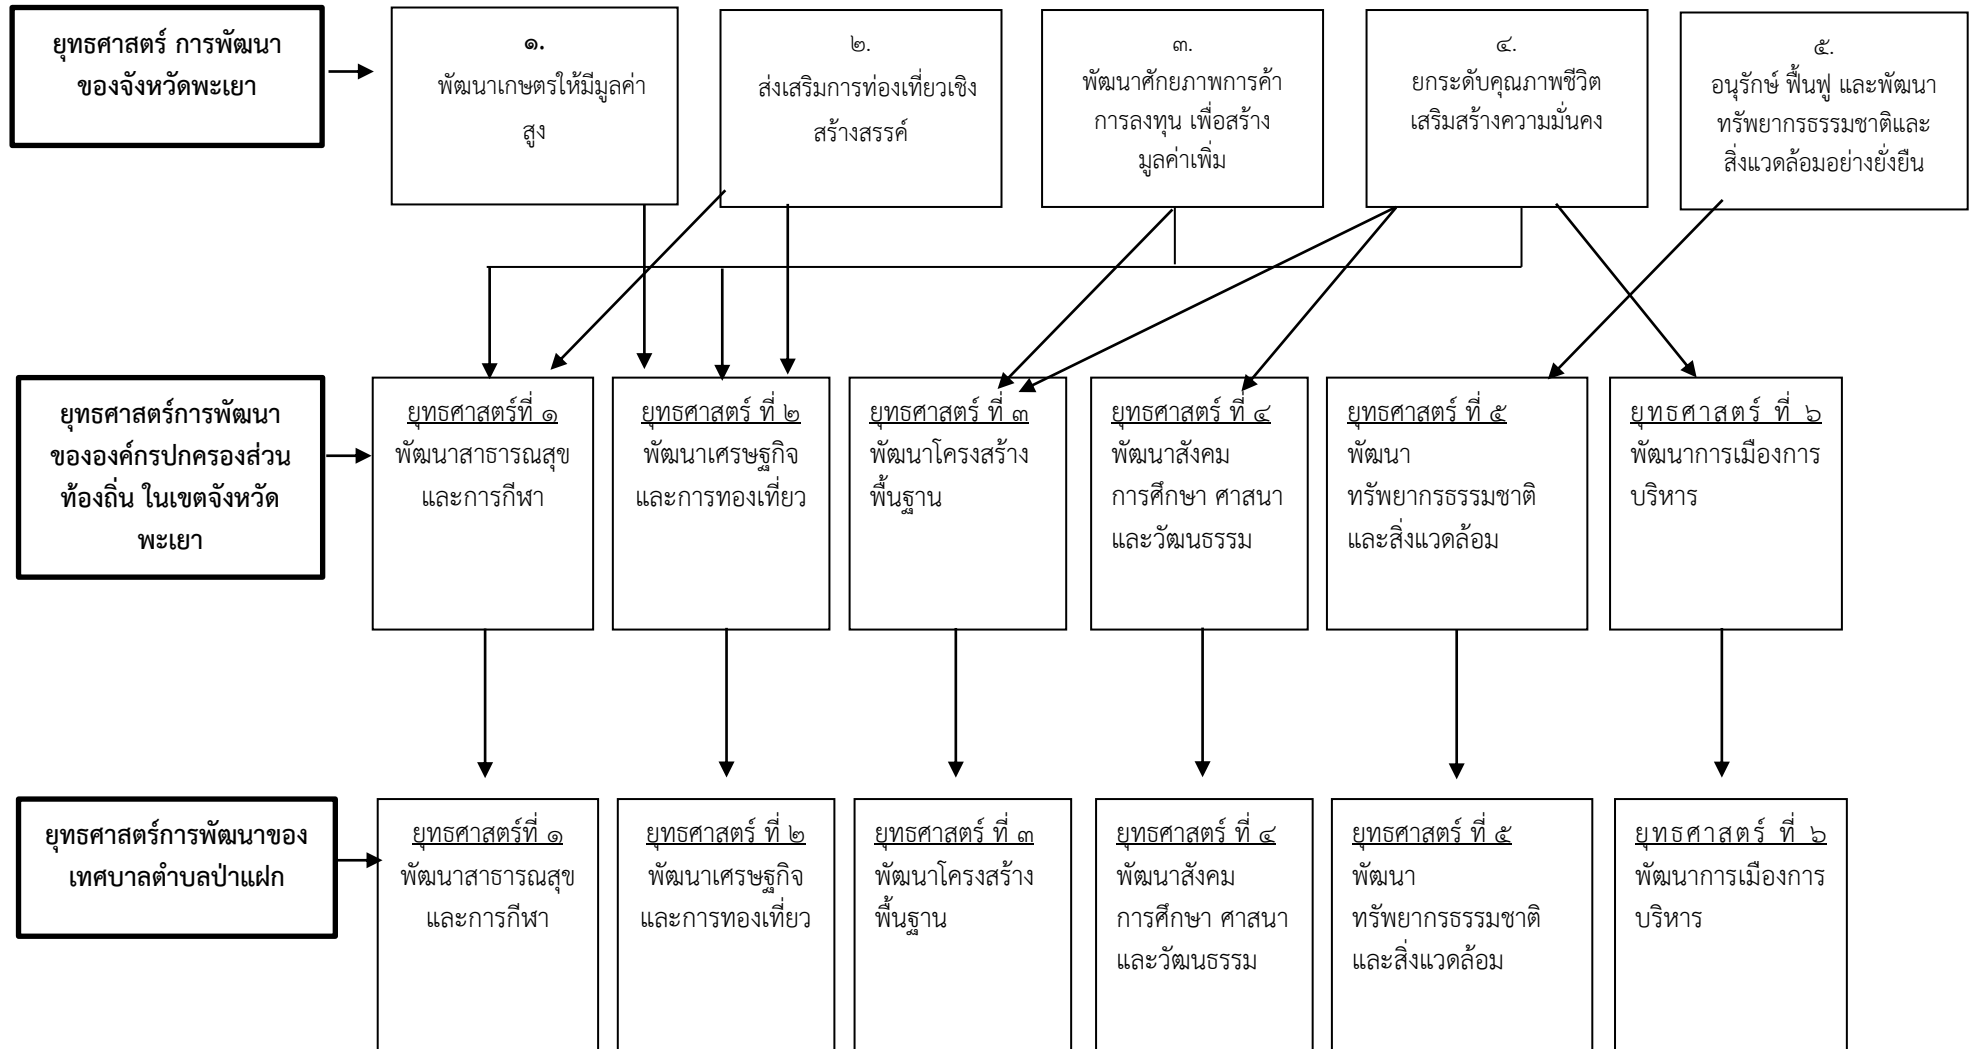 ยุทธศาสตร์ การพัฒนา
ของจังหวัดพะเยา
๑.
พัฒนาเกษตรให้มีมูลค่า
สูง
๒.
ส่งเสริมการท่องเที่ยวเชิง
สร้างสรรค์
๓.
พัฒนาศักยภาพการค้า
การลงทุน เพื่อสร้าง
มูลค่าเพิ่ม
๔.
ยกระดับคุณภาพชีวิต
เสริมสร้างความมั่นคง
๕.
อนุรักษ์ ฟื้นฟู และพัฒนา
ทรัพยากรธรรมชาติและ
สิ่งแวดล้อมอย่างยั่งยืน
ยุทธศาสตร์การพัฒนา
ขององค์กรปกครองส่วน
ท้องถิ่น ในเขตจังหวัด
พะเยา
ยุทธศาสตร์ที่ ๑
พัฒนาสาธารณสุข
และการกีฬา
ยุทธศาสตร์ ที่ ๒
พัฒนาเศรษฐกิจ
และการทองเที่ยว
ยุทธศาสตร์ ที่ ๓
พัฒนาโครงสร้าง
พื้นฐาน
ยุทธศาสตร์ ที่ ๔
พัฒนาสังคม
การศึกษา ศาสนา
และวัฒนธรรม
ยุทธศาสตร์ ที่ ๕
พัฒนา
ทรัพยากรธรรมชาติ
และสิ่งแวดล้อม
ยุทธศาสตร์ ที่ ๖
พัฒนาการเมืองการ
บริหาร
ยุทธศาสตร์การพัฒนาของ
เทศบาลตำบลป่าแฝก
ยุทธศาสตร์ที่ ๑
พัฒนาสาธารณสุข
และการกีฬา
ยุทธศาสตร์ ที่ ๒
พัฒนาเศรษฐกิจ
และการทองเที่ยว
ยุทธศาสตร์ ที่ ๓
พัฒนาโครงสร้าง
พื้นฐาน
ยุทธศาสตร์ ที่ ๔
พัฒนาสังคม
การศึกษา ศาสนา
และวัฒนธรรม
ยุทธศาสตร์ ที่ ๕
พัฒนา
ทรัพยากรธรรมชาติ
และสิ่งแวดล้อม
ยุทธศาสตร์ ที่ ๖
พัฒนาการเมืองการ
บริหาร